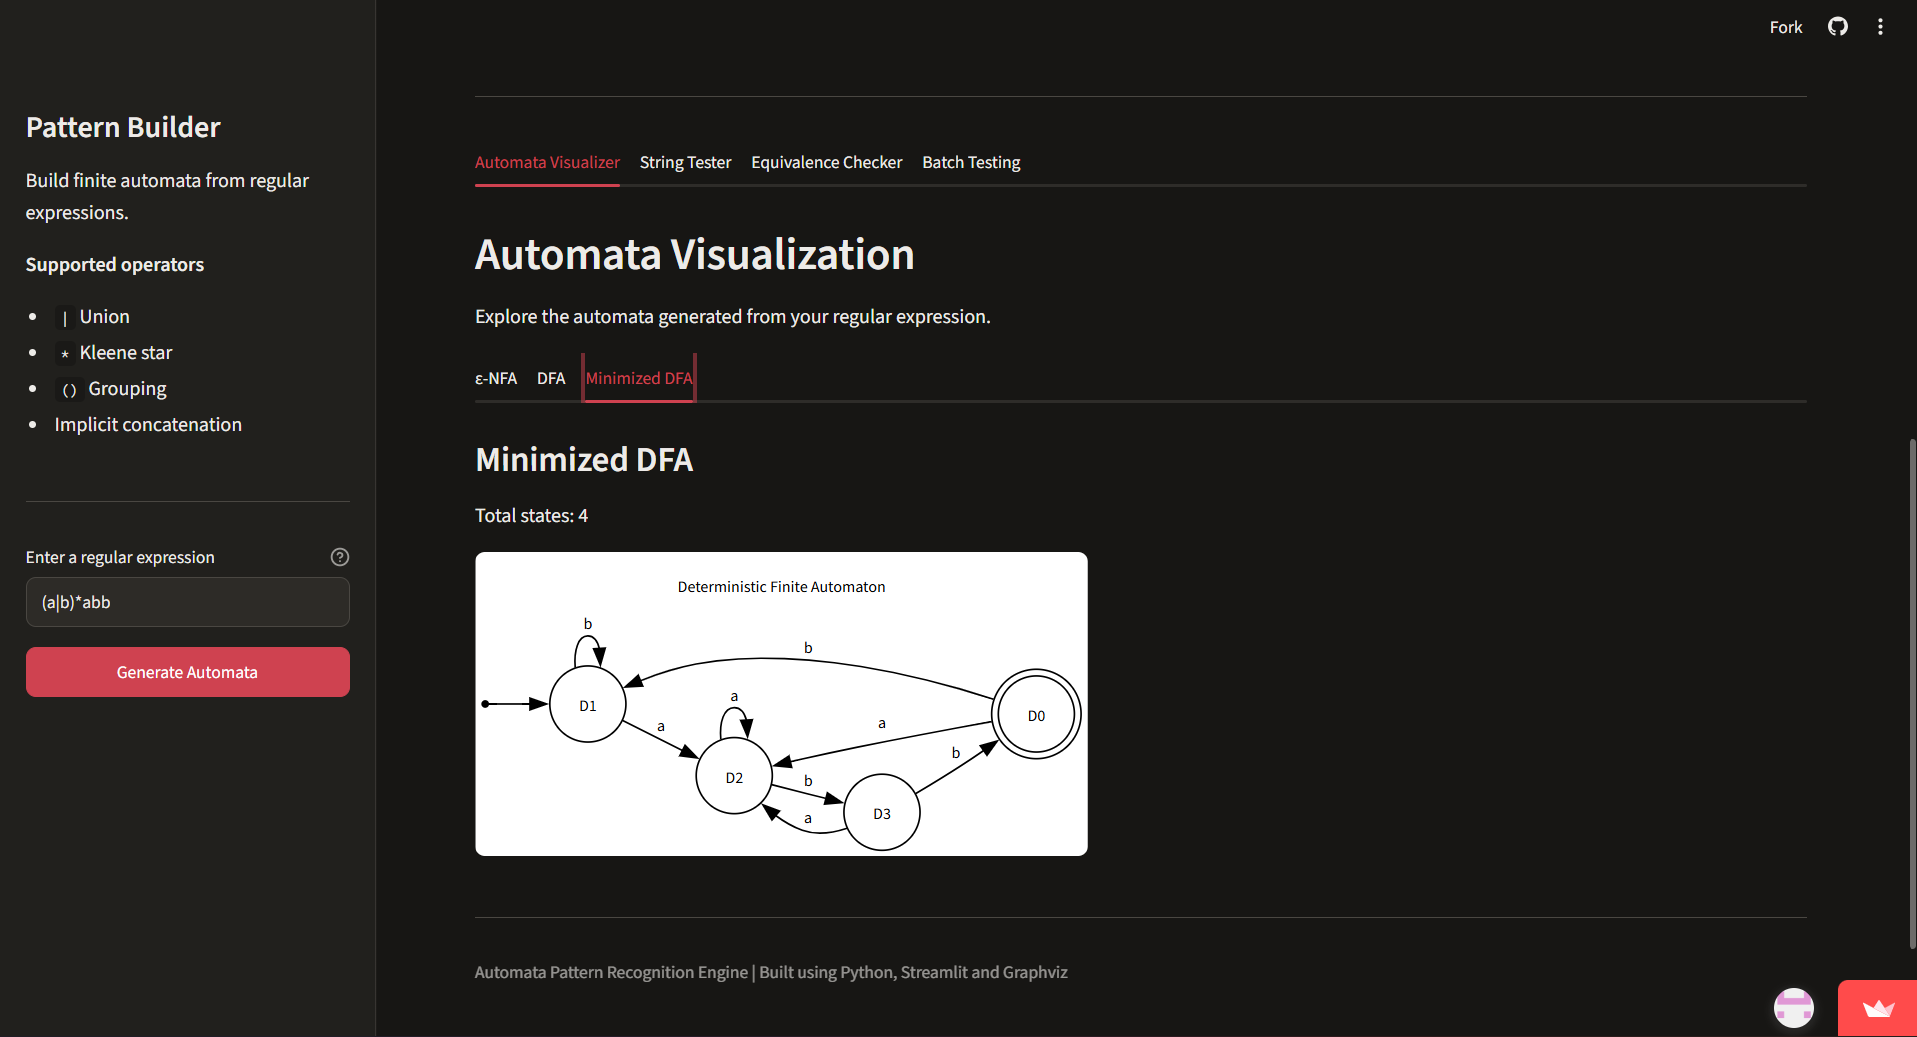 Fork
Pattern Builder
Build finite automata from regular
expressions.
Supported operators
| Union
* Kleene star
() Grouping
Implicit concatenation
Enter a regular expression
(a|b)*abb
Generate Automata
Automata Visualizer String Tester Equivalence Checker Batch Testing
Automata Visualization
Explore the automata generated from your regular expression.
ε-NFA DFA Minimized DFA
Minimized DFA
Total states: 4
Deterministic Finite Automaton
b
b
a
D1
D0
a
a
b
D2
b
D3
a
Automata Pattern Recognition Engine | Built using Python, Streamlit and Graphviz